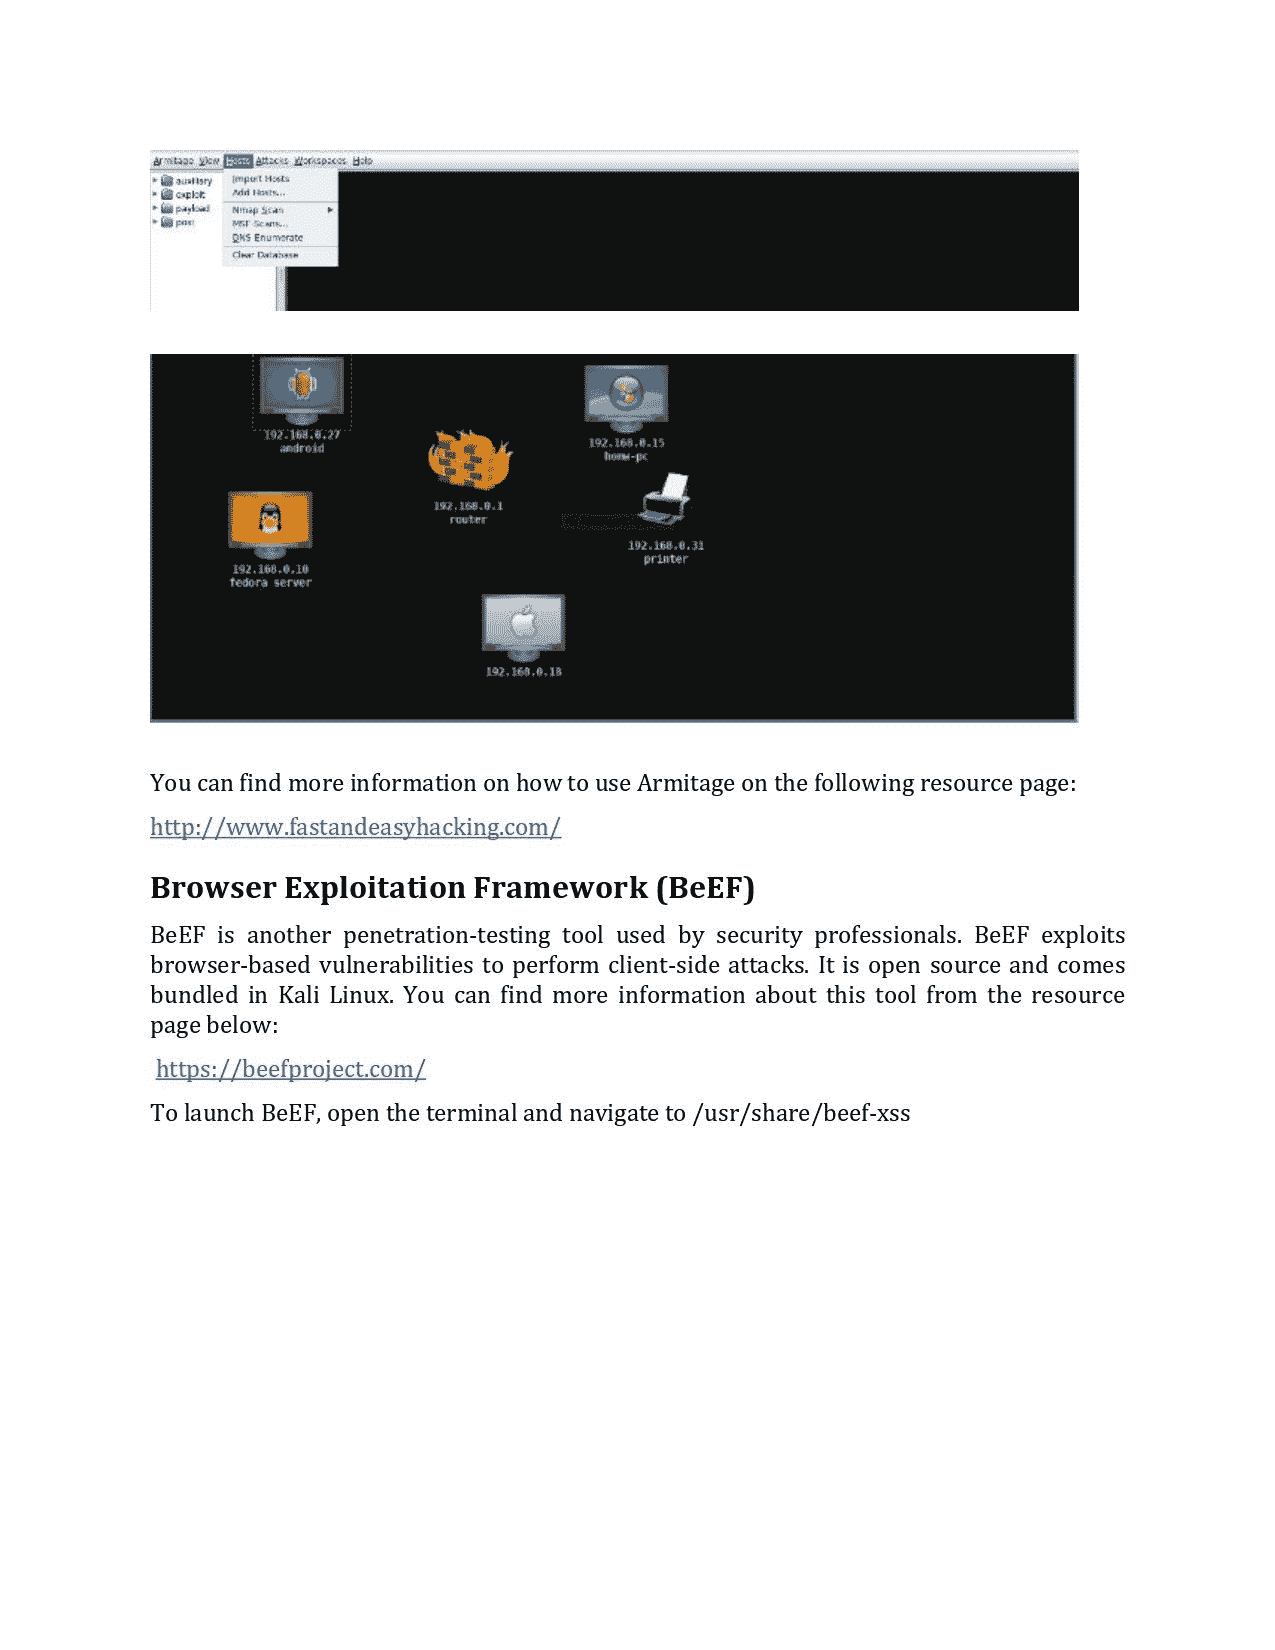 Armitage View Hosts Attacks Workspaces Help
auxiliary
exploit
payload
post
Import Hosts
Add Hosts...
Nmap Scan
MSF Scans...
DNS Enumerate
Clear Database
192.168.0.27
android
192.168.0.15
home-pc
192.168.0.1
router
192.168.0.10
fedora server
192.168.0.31
printer
192.168.0.18
You can find more information on how to use Armitage on the following resource page:
http://www.fastandeasyhacking.com/
Browser Exploitation Framework (BeEF)
BeEF is another penetration-testing tool used by security professionals. BeEF exploits
browser-based vulnerabilities to perform client-side attacks. It is open source and comes
bundled in Kali Linux. You can find more information about this tool from the resource
page below:
https://beefproject.com/
To launch BeEF, open the terminal and navigate to /usr/share/beef-xss